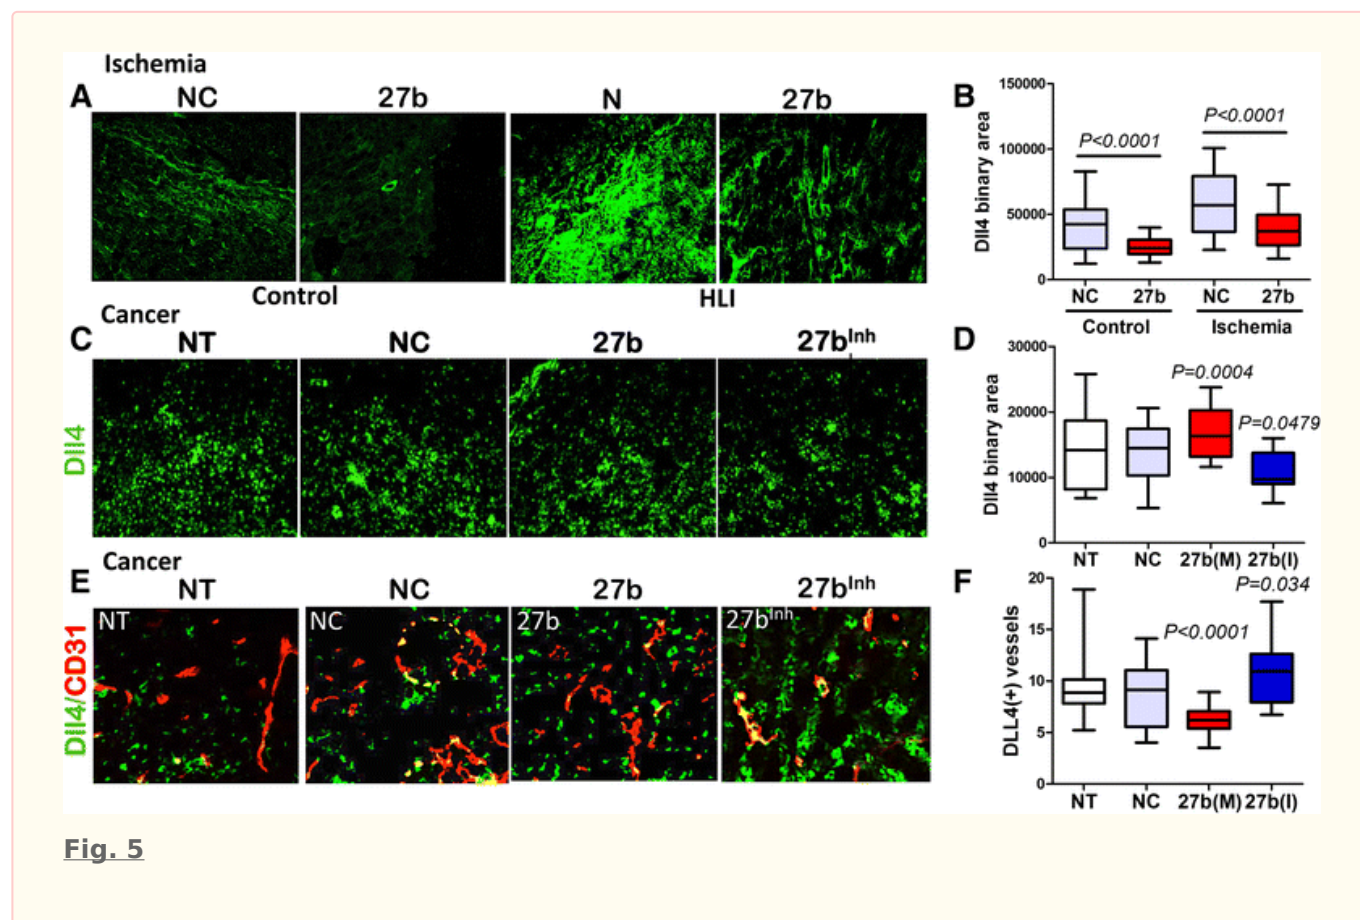 Ischemia
A NC 27b N 27b
Control HLI
B
Dll4 binary area
150000
100000
50000
0
P<0.0001
P<0.0001
NC 27b NC 27b
Control Ischemia
Cancer
C NT NC 27b 27bInh
Dll4
D
Dll4 binary area
30000
20000
10000
0
P=0.0004
P=0.0479
NT NC 27b(M) 27b(I)
Cancer
E NT NC 27b 27bInh
Dll4/CD31
NT NC 27b 27bInh
F
DLL4(+) vessels
20
15
10
5
0
P=0.034
P<0.0001
NT NC 27b(M) 27b(I)
Fig. 5